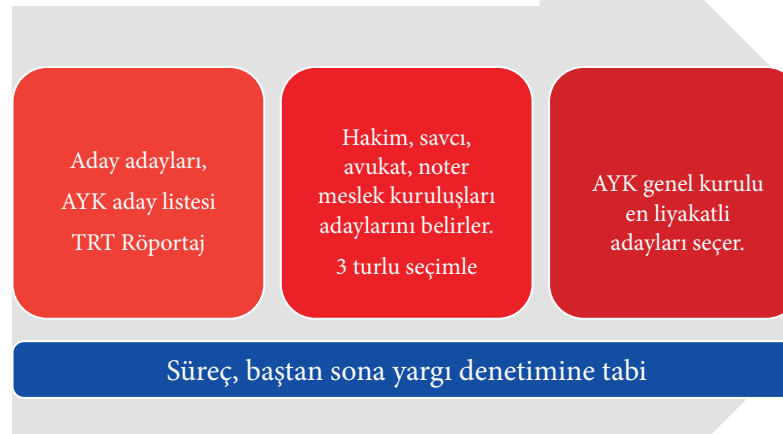 Aday adayları,
AYK aday listesi
TRT Röportaj
Hakim, savcı,
avukat, noter
meslek kuruluşları
adaylarını belirler.
3 turlu seçimle
AYK genel kurulu
en liyakatli
adayları seçer.
Süreç, baştan sona yargı denetimine tabi